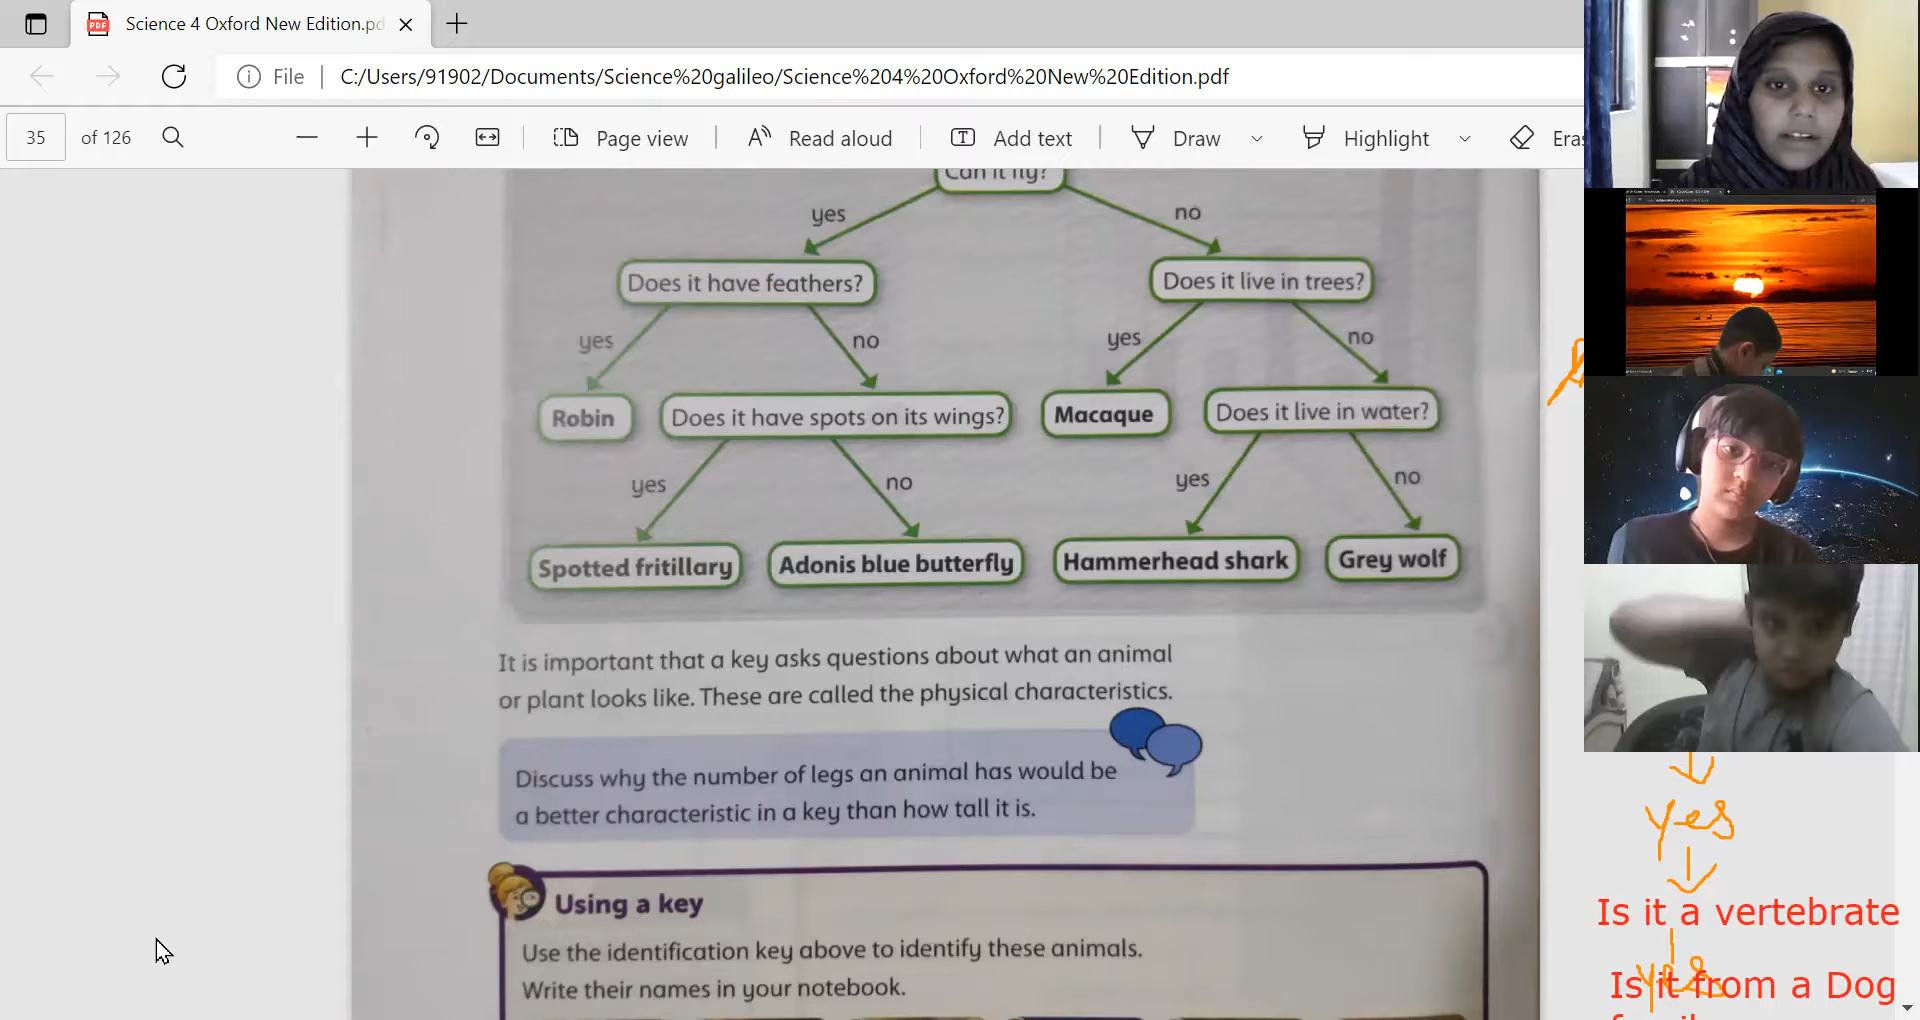 Science 4 Oxford New Edition.pd
File
C:/Users/91902/Documents/Science%20galileo/Science%204%20Oxford%20New%20Edition.pdf
35 of 126
Page view
Read aloud
Add text
Draw
Highlight
Eras
Can it fly?
yes no
Does it have feathers? Does it live in trees?
yes no yes no
Robin Does it have spots on its wings? Macaque Does it live in water?
yes no yes no
Spotted fritillary Adonis blue butterfly Hammerhead shark Grey wolf
It is important that a key asks questions about what an animal
or plant looks like. These are called the physical characteristics.
Discuss why the number of legs an animal has would be
a better characteristic in a key than how tall it is.
Using a key
Use the identification key above to identify these animals.
Write their names in your notebook.
yes
Is it a vertebrate
yes
Is it from a Dog